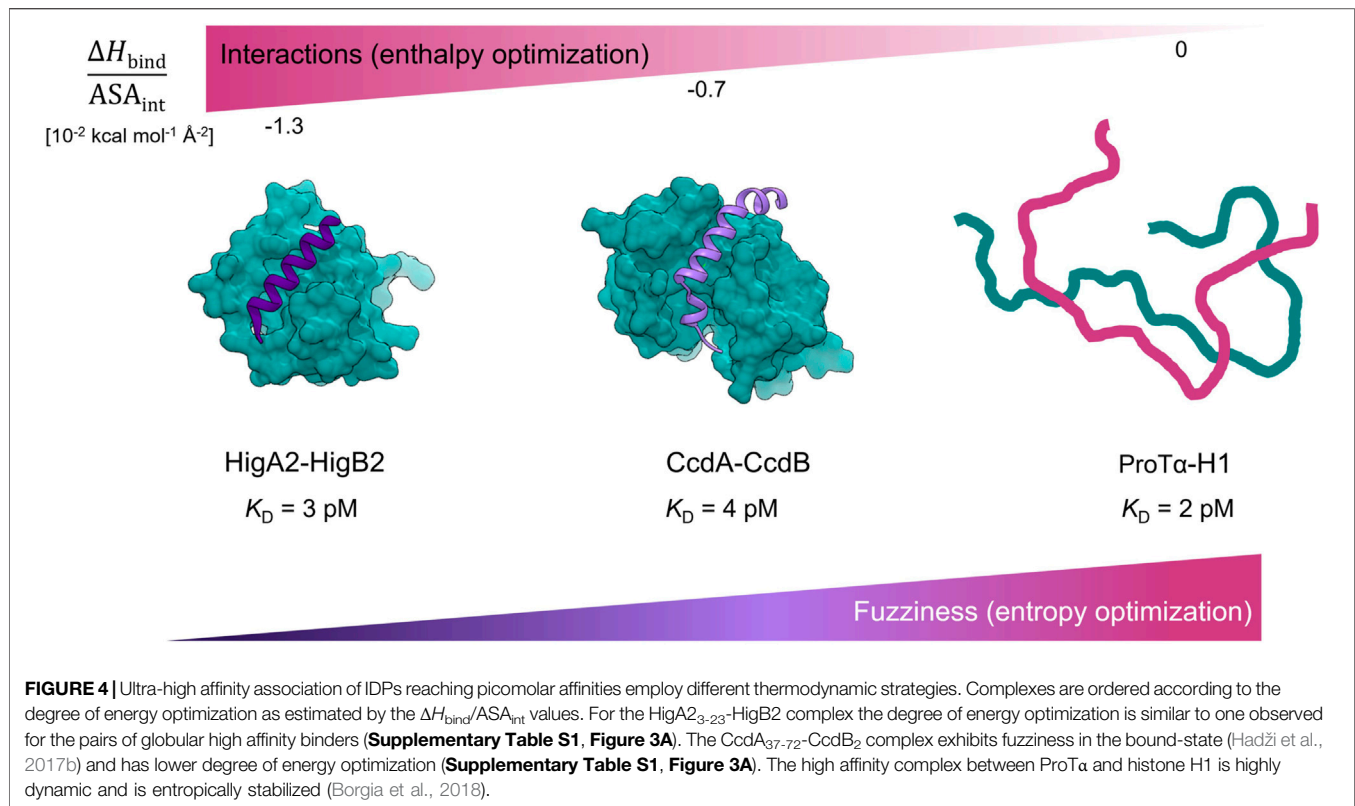 ΔH_bind / ASA_int
Interactions (enthalpy optimization)
0
-0.7
[10⁻² kcal mol⁻¹ Å⁻²]
-1.3
HigA2-HigB2
CcdA-CcdB
ProTα-H1
K_D = 3 pM
K_D = 4 pM
K_D = 2 pM
Fuzziness (entropy optimization)
FIGURE 4 | Ultra-high affinity association of IDPs reaching picomolar affinities employ different thermodynamic strategies. Complexes are ordered according to the
degree of energy optimization as estimated by the ΔH_bind/ASA_int values. For the HigA2₃₋₂₃-HigB2 complex the degree of energy optimization is similar to one observed
for the pairs of globular high affinity binders (Supplementary Table S1, Figure 3A). The CcdA₃₇₋₇₂-CcdB₂ complex exhibits fuzziness in the bound-state (Hadži et al.,
2017b) and has lower degree of energy optimization (Supplementary Table S1, Figure 3A). The high affinity complex between ProTα and histone H1 is highly
dynamic and is entropically stabilized (Borgia et al., 2018).